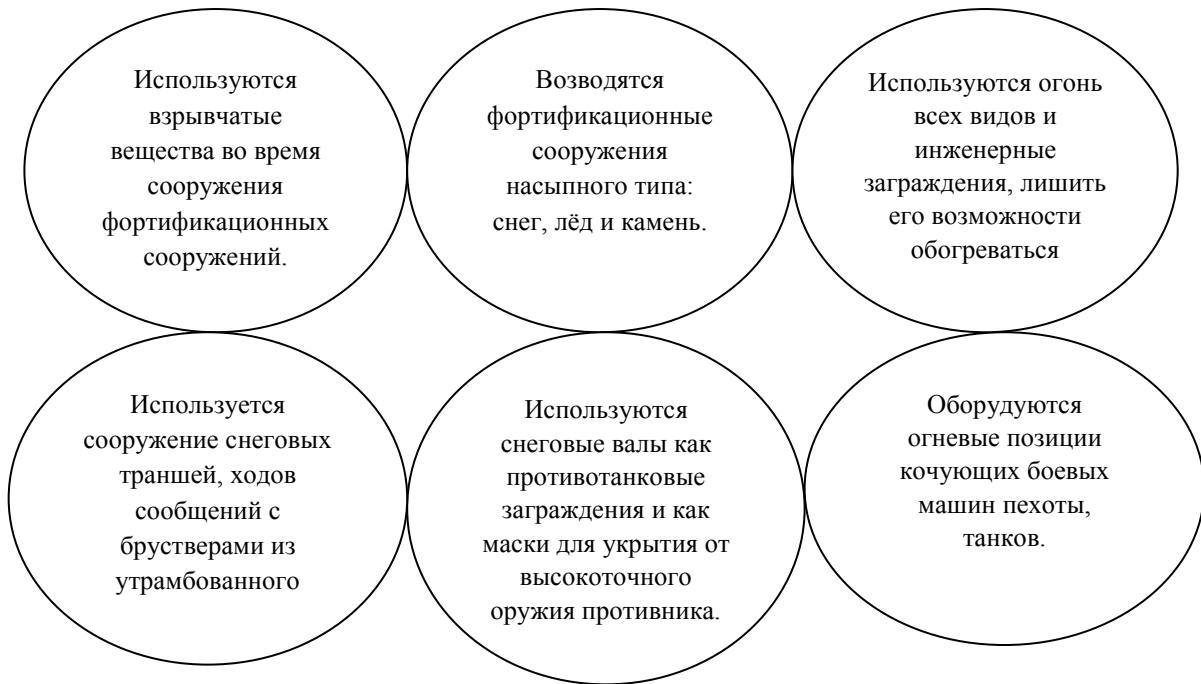 Используются
взрывчатые
вещества во время
сооружения
фортификационных
сооружений.
Возводятся
фортификационные
сооружения
насыпного типа:
снег, лёд и камень.
Используются огонь
всех видов и
инженерные
заграждения, лишить
его возможности
обогреваться
Используется
сооружение снеговых
траншей, ходов
сообщений с
брустверами из
утрамбованного
Используются
снеговые валы как
противотанковые
заграждения и как
маски для укрытия от
высокоточного
оружия противника.
Оборудуются
огневые позиции
кочующих боевых
машин пехоты,
танков.